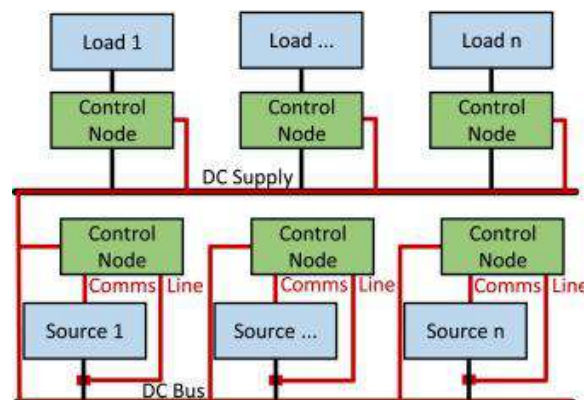 Load 1
Load ...
Load n
Control
Node
Control
Node
Control
Node
DC Supply
Control
Node
Control
Node
Control
Node
Comms Line
Comms Line
Comms Line
Source 1
Source ...
Source n
DC Bus